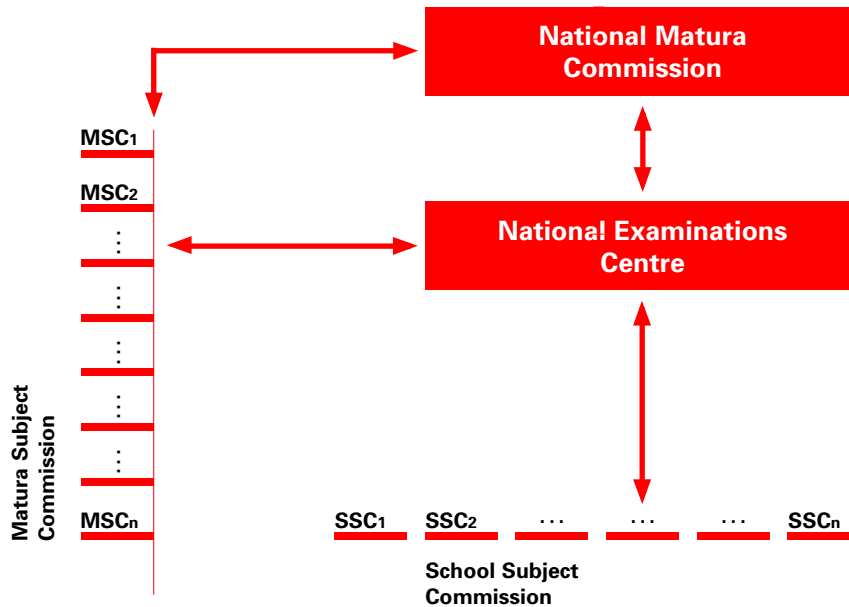 National Matura
Commission
MSC1
MSC2
⋮
National Examinations
Centre
⋮
⋮
⋮
⋮
Matura Subject
Commission
MSCn
SSC1 SSC2 ... ... ... SSCn
School Subject
Commission